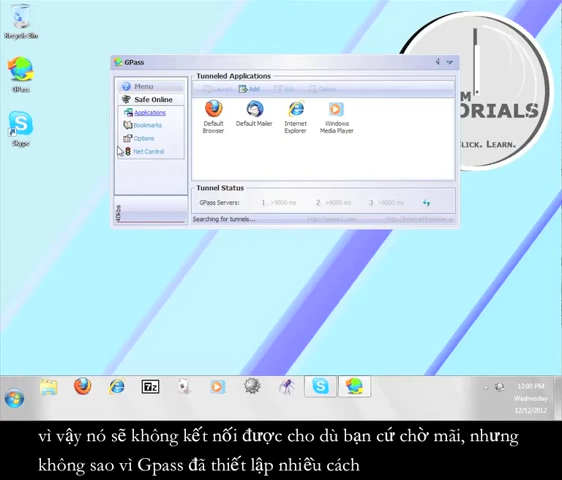 Recycle Bin
GPass
Skype
GPass
Menu
Safe Online
Applications
Bookmarks
Options
Net Control
Tunneled Applications
Launch Add Edit Delete
Default Browser
Default Mailer
Internet Explorer
Windows Media Player
Tunnel Status
GPass Servers: 1. >9000 ms 2. >9000 ms 3. >9000 ms
Searching for tunnels...
ORIALS
CLICK. LEARN.
7z
12:00 PM
Wednesday
12/12/2012
vì vậy nó sẽ không kết nối được cho dù bạn cứ chờ mãi, nhưng
không sao vì Gpass đã thiết lập nhiều cách